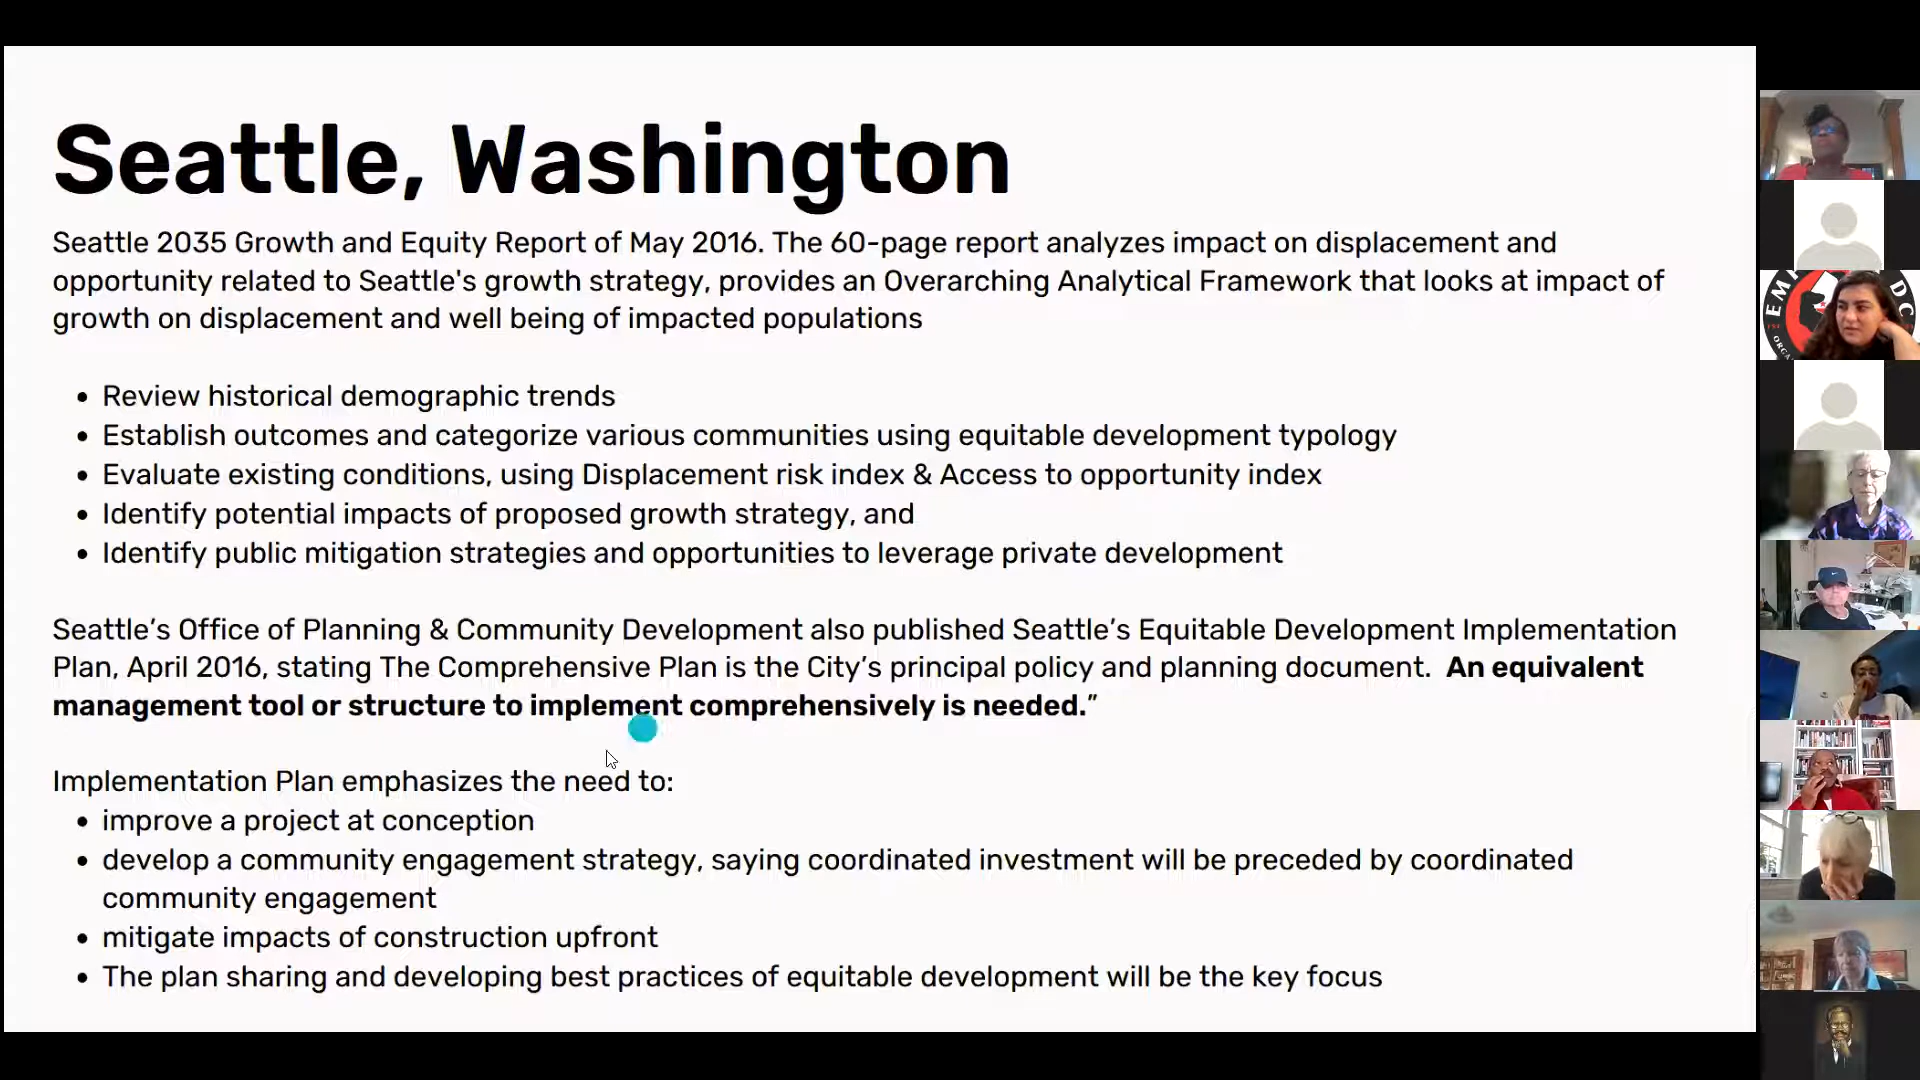 Seattle, Washington
Seattle 2035 Growth and Equity Report of May 2016. The 60-page report analyzes impact on displacement and
opportunity related to Seattle's growth strategy, provides an Overarching Analytical Framework that looks at impact of
growth on displacement and well being of impacted populations
• Review historical demographic trends
• Establish outcomes and categorize various communities using equitable development typology
• Evaluate existing conditions, using Displacement risk index & Access to opportunity index
• Identify potential impacts of proposed growth strategy, and
• Identify public mitigation strategies and opportunities to leverage private development
Seattle’s Office of Planning & Community Development also published Seattle’s Equitable Development Implementation
Plan, April 2016, stating The Comprehensive Plan is the City’s principal policy and planning document. An equivalent
management tool or structure to implement comprehensively is needed.”
Implementation Plan emphasizes the need to:
• improve a project at conception
• develop a community engagement strategy, saying coordinated investment will be preceded by coordinated
community engagement
• mitigate impacts of construction upfront
• The plan sharing and developing best practices of equitable development will be the key focus
EM
DC